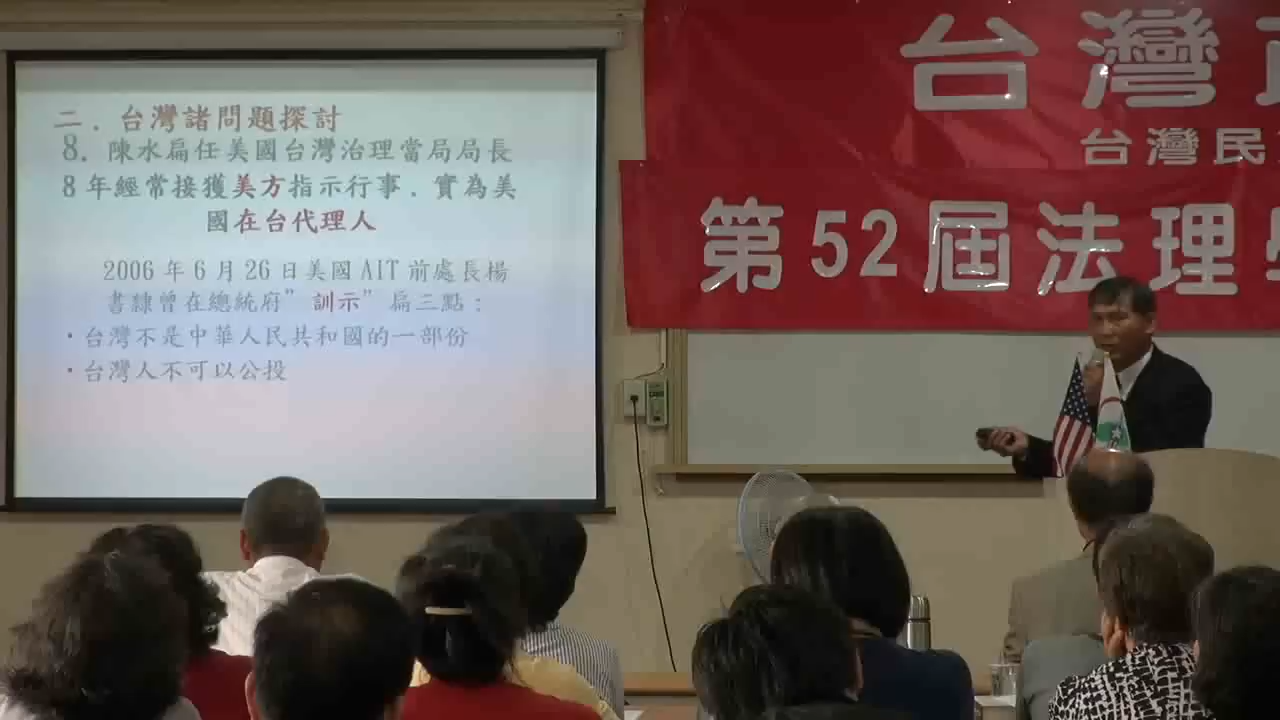 二．台灣諸問題探討
8. 陳水扁任美國台灣治理當局局長
8年經常接獲美方指示行事．實為美
國在台代理人
2006年6月26日美國AIT前處長楊
書隸曾在總統府”訓示”扁三點：
・台灣不是中華人民共和國的一部份
・台灣人不可以公投
台灣
台灣民
第52屆法理